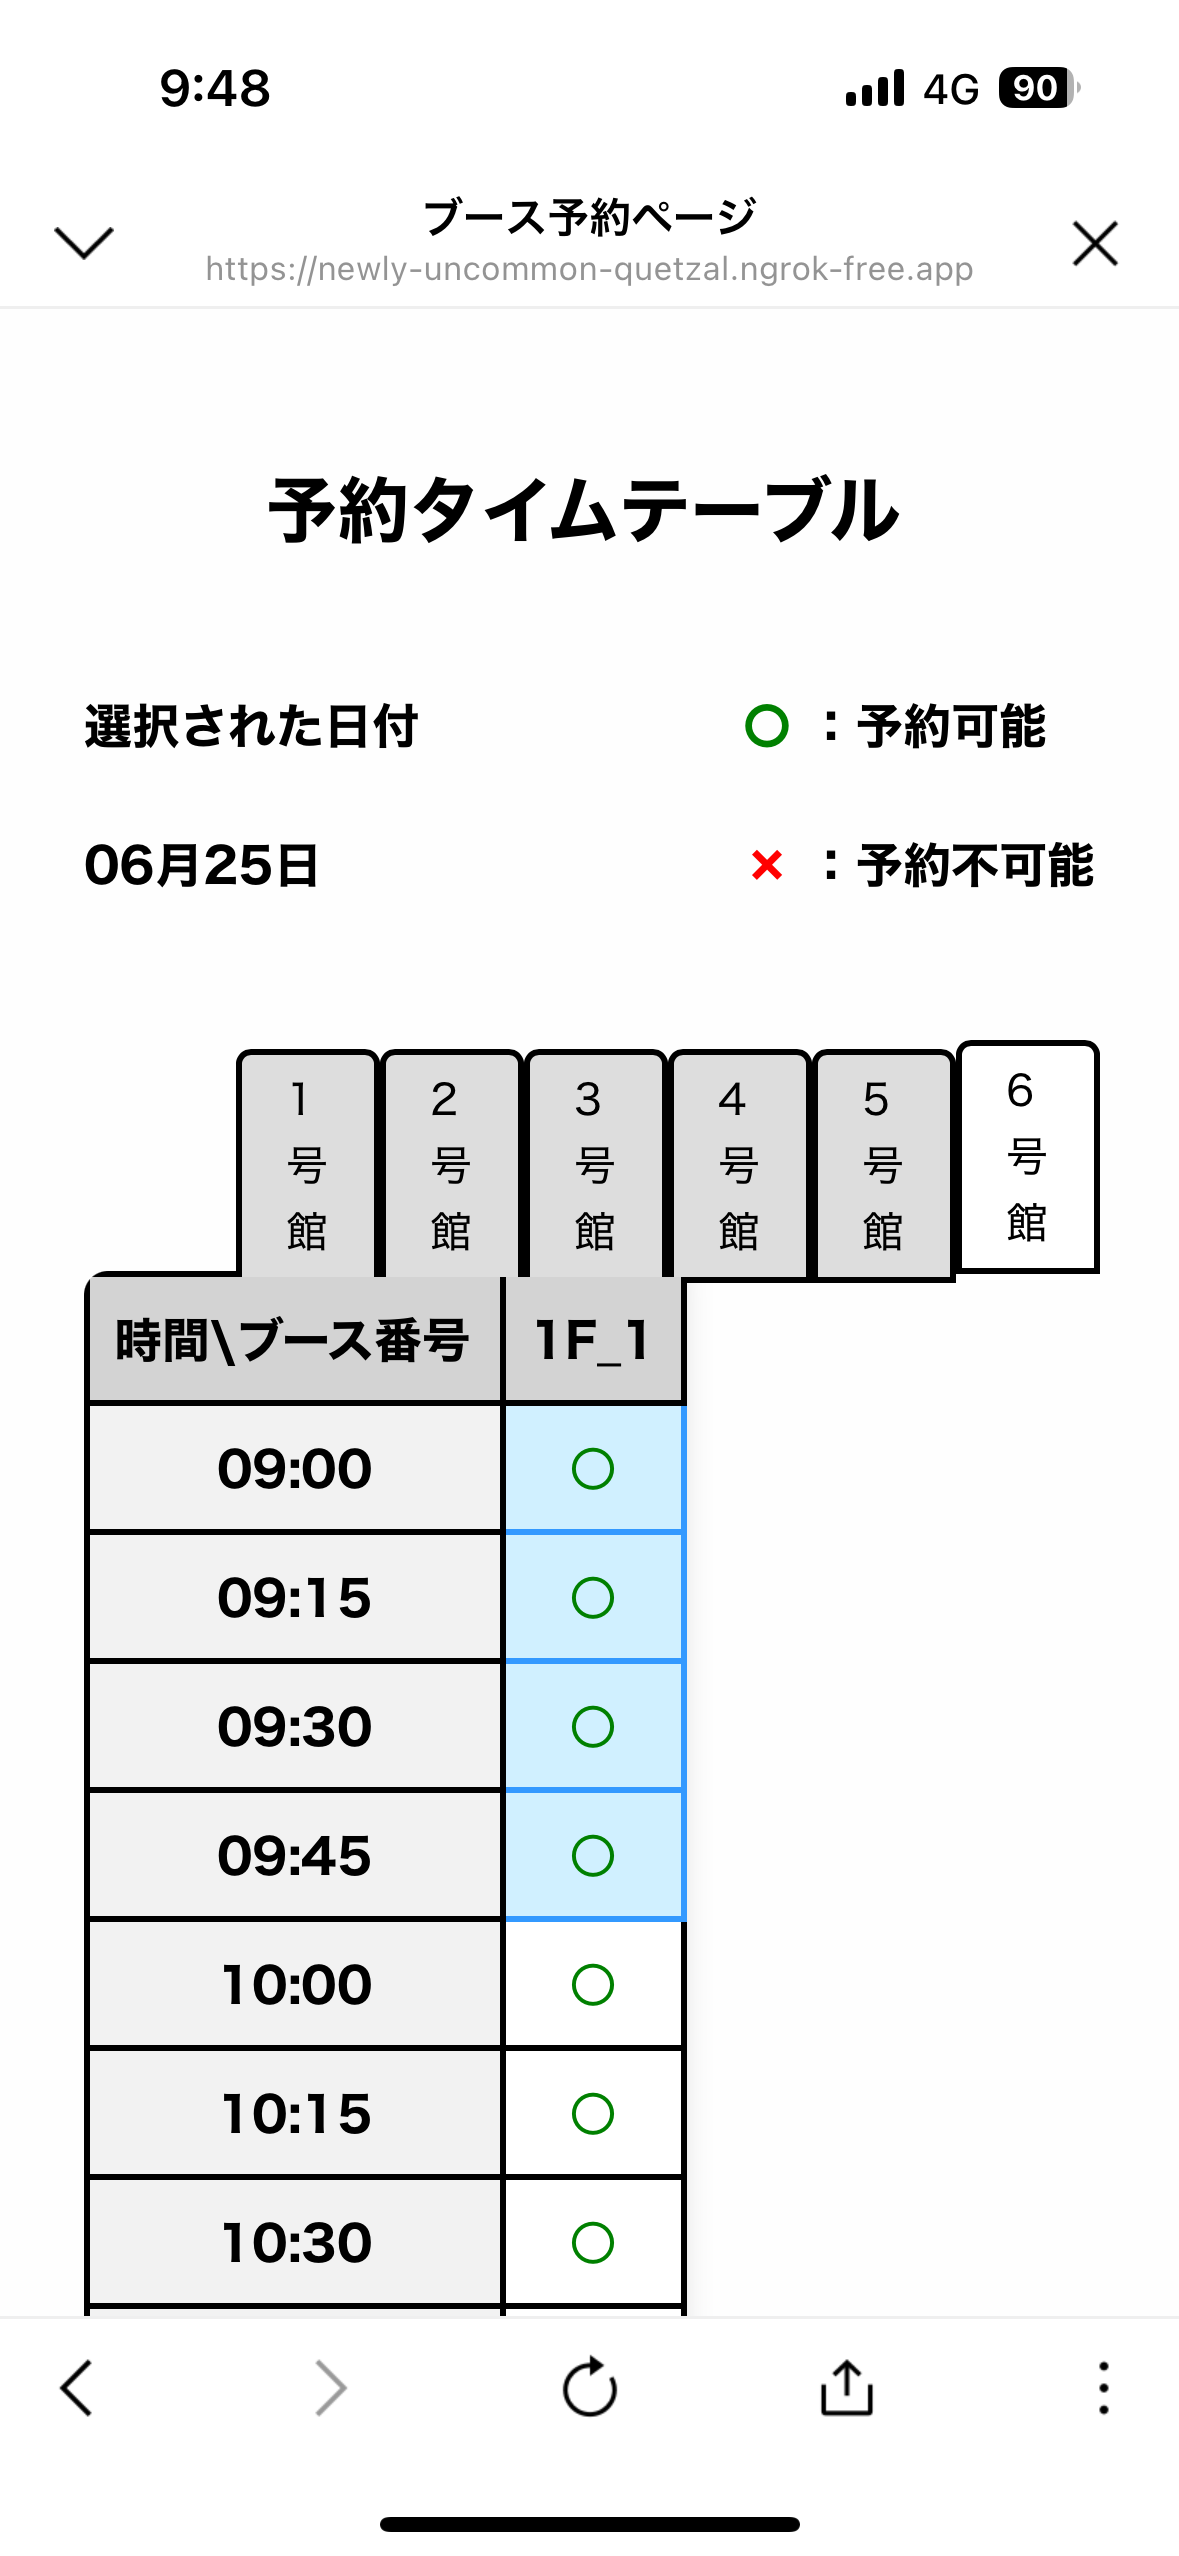 9:48 4G 90
ブース予約ページ
https://newly-uncommon-quetzal.ngrok-free.app
予約タイムテーブル
選択された日付 ○ ：予約可能
06月25日 × ：予約不可能
1号館 2号館 3号館 4号館 5号館 6号館
時間\ブース番号 1F_1
09:00 ○
09:15 ○
09:30 ○
09:45 ○
10:00 ○
10:15 ○
10:30 ○